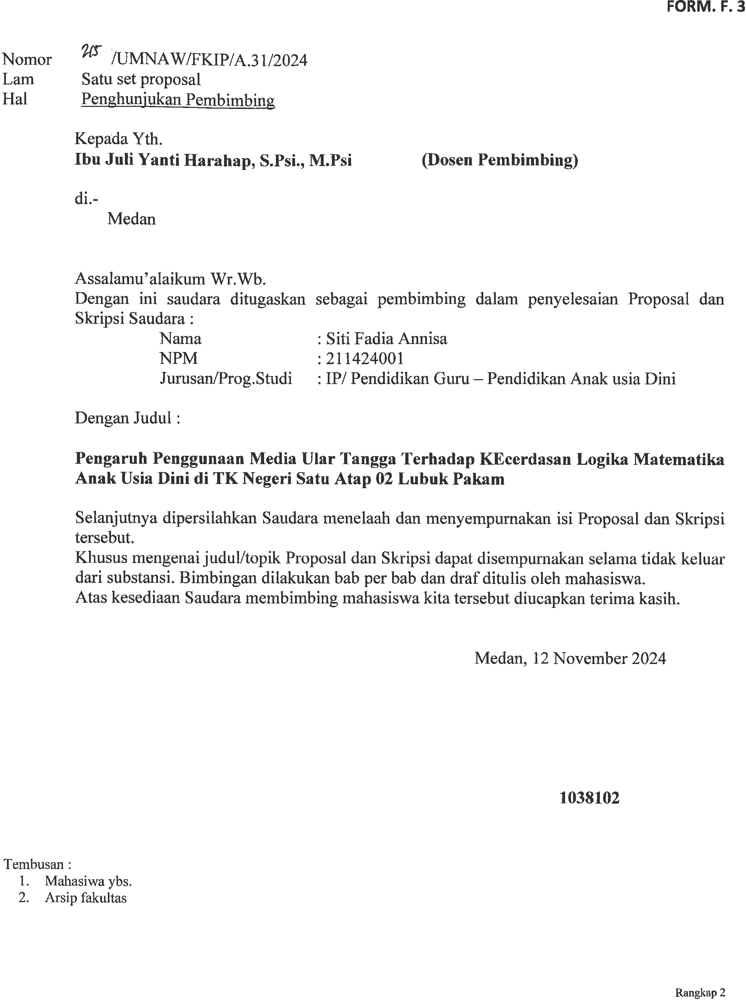 FORM. F. 3
Nomor 215 /UMNAW/FKIP/A.31/2024
Lam Satu set proposal
Hal Penghunjukan Pembimbing
Kepada Yth.
Ibu Juli Yanti Harahap, S.Psi., M.Psi (Dosen Pembimbing)
di.-
Medan
Assalamu'alaikum Wr.Wb.
Dengan ini saudara ditugaskan sebagai pembimbing dalam penyelesaian Proposal dan
Skripsi Saudara :
Nama : Siti Fadia Annisa
NPM : 211424001
Jurusan/Prog.Studi : IP/ Pendidikan Guru – Pendidikan Anak usia Dini
Dengan Judul :
Pengaruh Penggunaan Media Ular Tangga Terhadap KEcerdasan Logika Matematika
Anak Usia Dini di TK Negeri Satu Atap 02 Lubuk Pakam
Selanjutnya dipersilahkan Saudara menelaah dan menyempurnakan isi Proposal dan Skripsi
tersebut.
Khusus mengenai judul/topik Proposal dan Skripsi dapat disempurnakan selama tidak keluar
dari substansi. Bimbingan dilakukan bab per bab dan draf ditulis oleh mahasiswa.
Atas kesediaan Saudara membimbing mahasiswa kita tersebut diucapkan terima kasih.
Medan, 12 November 2024
1038102
Tembusan :
1. Mahasiwa ybs.
2. Arsip fakultas
Rangkap 2